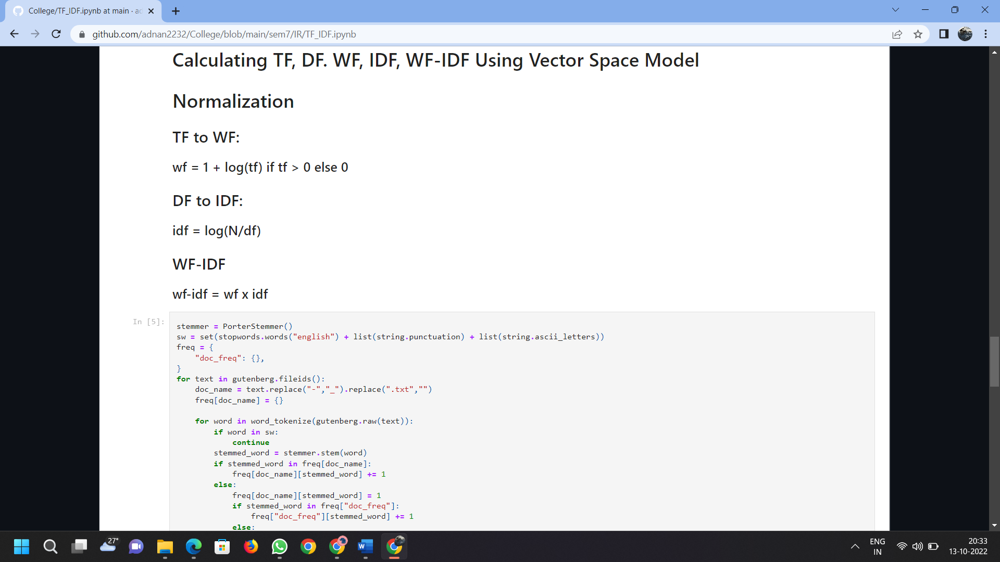 College/TF_IDF.ipynb at main · ad
github.com/adnan2232/College/blob/main/sem7/IR/TF_IDF.ipynb
Calculating TF, DF. WF, IDF, WF-IDF Using Vector Space Model
Normalization
TF to WF:
wf = 1 + log(tf) if tf > 0 else 0
DF to IDF:
idf = log(N/df)
WF-IDF
wf-idf = wf x idf
In [5]:
stemmer = PorterStemmer()
sw = set(stopwords.words("english") + list(string.punctuation) + list(string.ascii_letters))
freq = {
    "doc_freq": {},
}
for text in gutenberg.fileids():
    doc_name = text.replace("-","_").replace(".txt","")
    freq[doc_name] = {}
    for word in word_tokenize(gutenberg.raw(text)):
        if word in sw:
            continue
        stemmed_word = stemmer.stem(word)
        if stemmed_word in freq[doc_name]:
            freq[doc_name][stemmed_word] += 1
        else:
            freq[doc_name][stemmed_word] = 1
            if stemmed_word in freq["doc_freq"]:
                freq["doc_freq"][stemmed_word] += 1
            else:
27°
W
ENG
IN
20:33
13-10-2022